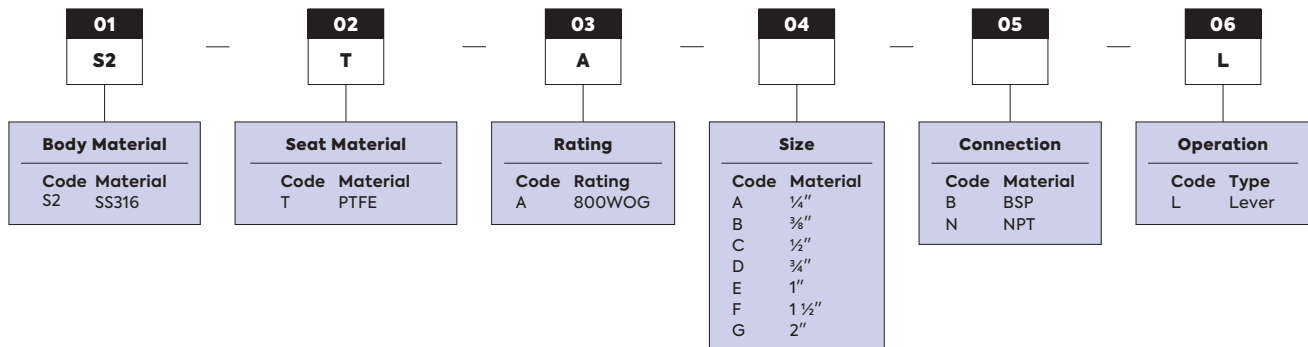 01 02 03 04 05 06
S2 — T — A — — — L
Body Material
Code Material
S2 SS316
Seat Material
Code Material
T PTFE
Rating
Code Rating
A 800WOG
Size
Code Material
A ¼"
B ⅜"
C ½"
D ¾"
E 1"
F 1 ½"
G 2"
Connection
Code Material
B BSP
N NPT
Operation
Code Type
L Lever